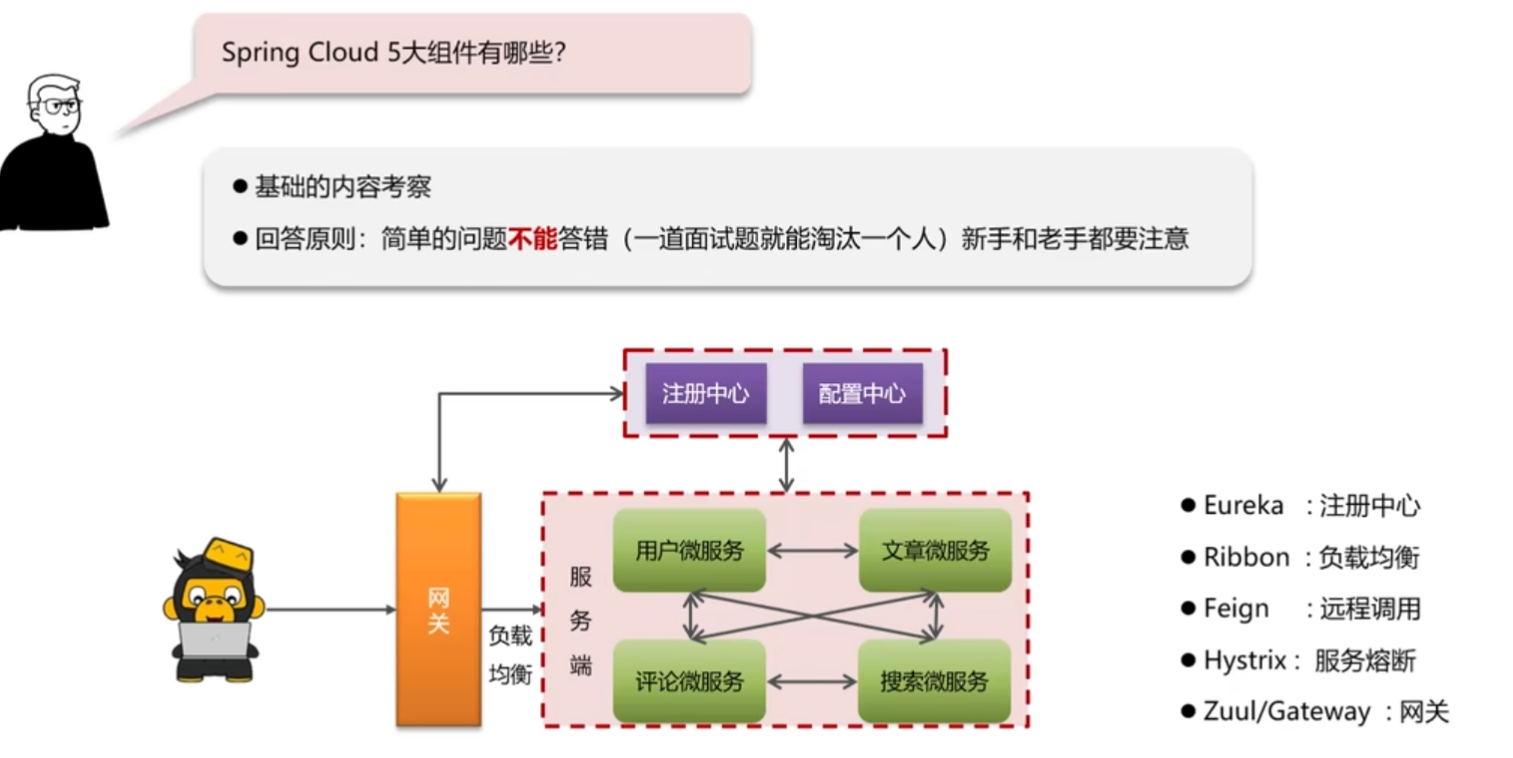 Spring Cloud 5大组件有哪些?
● 基础的内容考察
● 回答原则：简单的问题不能答错（一道面试题就能淘汰一个人）新手和老手都要注意
注册中心
配置中心
网关
负载
均衡
服务端
用户微服务
文章微服务
评论微服务
搜索微服务
● Eureka ：注册中心
● Ribbon ：负载均衡
● Feign ：远程调用
● Hystrix： 服务熔断
● Zuul/Gateway ：网关